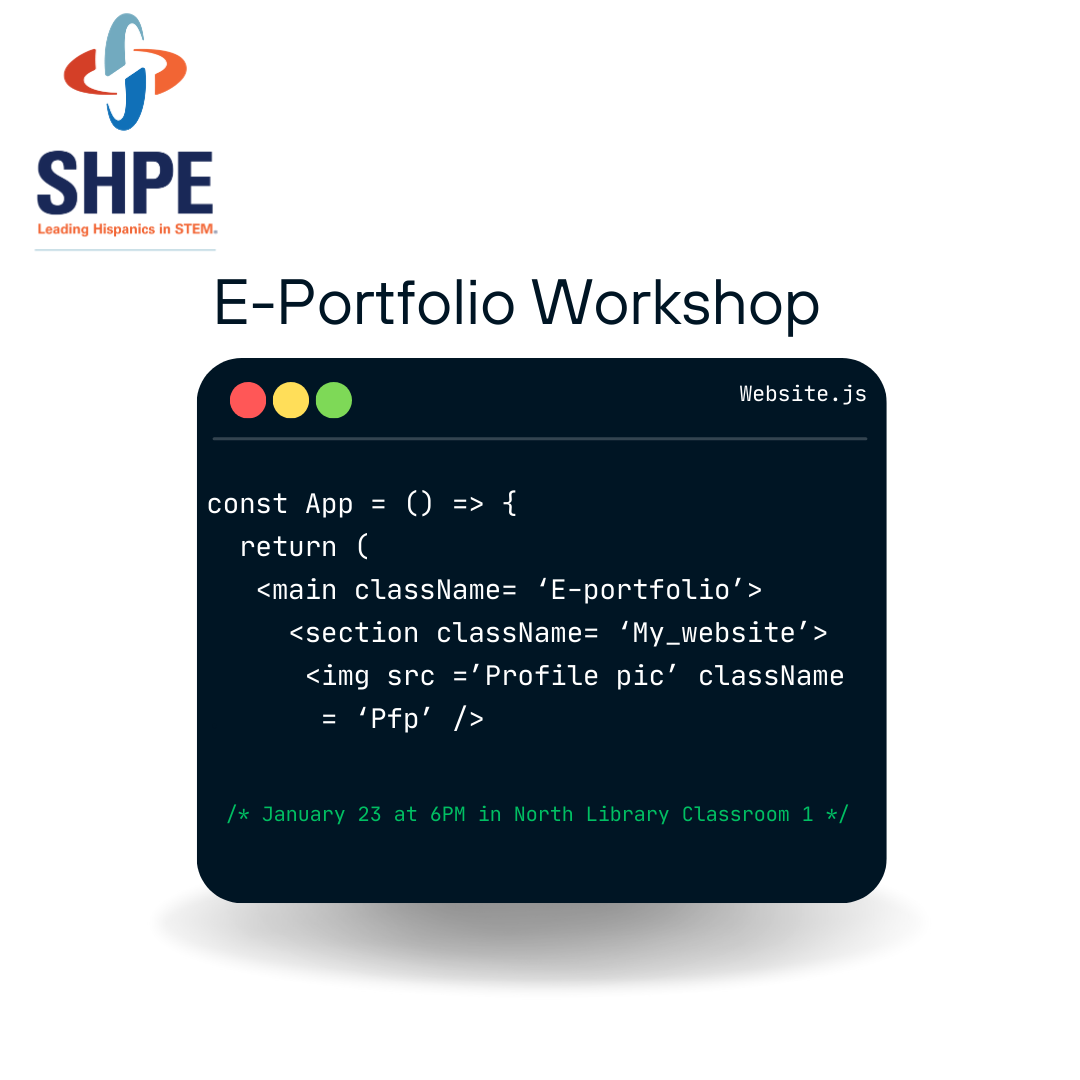 SHPE
Leading Hispanics in STEM.
E-Portfolio Workshop
Website.js
const App = () => {
return (
<main className= ‘E-portfolio’>
<section className= ‘My_website’>
<img src =’Profile pic’ className
= ‘Pfp’ />
/* January 23 at 6PM in North Library Classroom 1 */